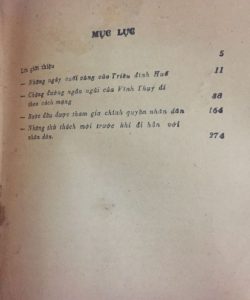 MỤC LỤC
Lời giới thiệu 5
— Những ngày cuối cùng của Triều đình Huế 11
— Chặng đường ngắn ngủi của Vĩnh Thuỵ đi
theo cách mạng 88
— Bước đầu được tham gia chính quyền nhân dân 164
— Những thử thách mới trước khi đi hẳn với
nhân dân. 274